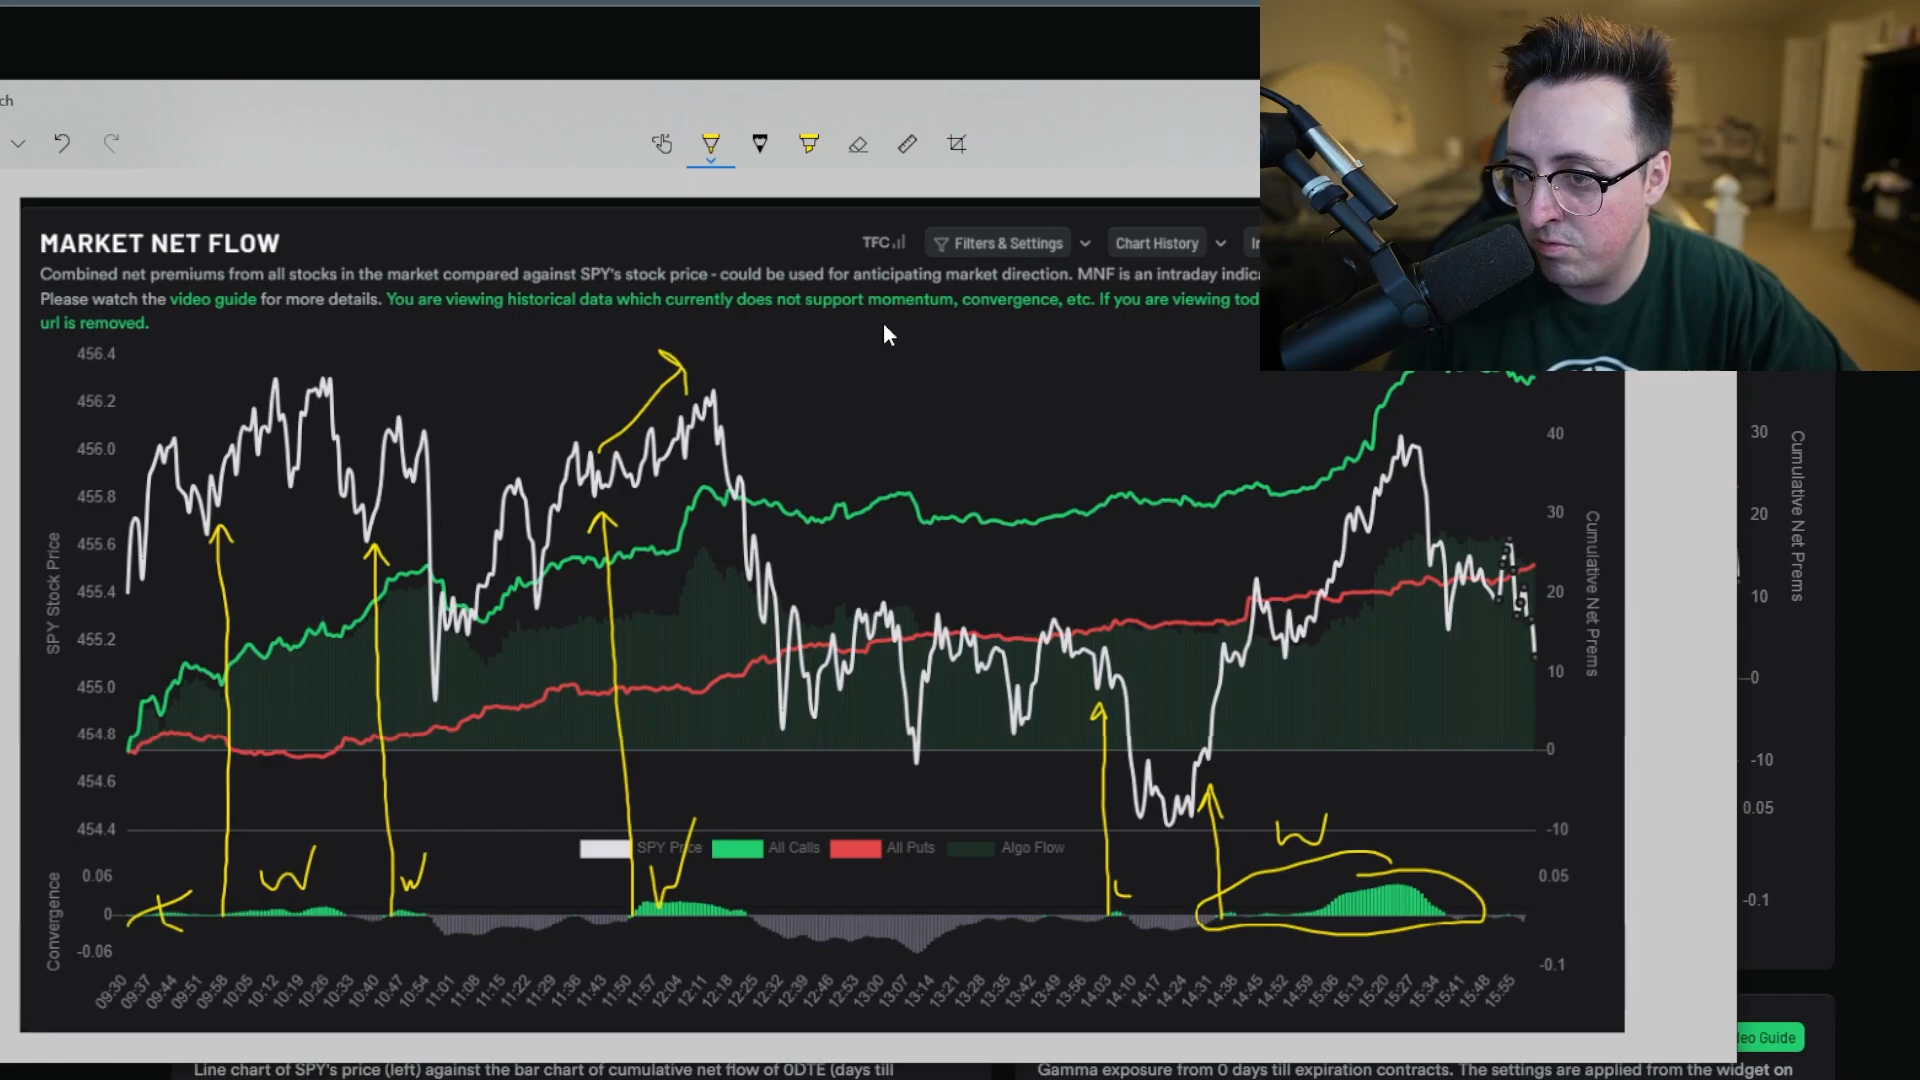 ch
MARKET NET FLOW
TFC
Filters & Settings
Chart History
Combined net premiums from all stocks in the market compared against SPY's stock price - could be used for anticipating market direction. MNF is an intraday indica
Please watch the video guide for more details. You are viewing historical data which currently does not support momentum, convergence, etc. If you are viewing tod
url is removed.
456.4
456.2
456.0
455.8
455.6
455.4
455.2
455.0
454.8
454.6
454.4
SPY Stock Price
40
30
20
10
0
-10
Cumulative Net Prems
30
20
10
-0
-10
0.05
-0.1
Cumulative Net Prems
SPY Price
All Calls
All Puts
Algo Flow
W
W
L
W
Convergence
0.06
0
-0.06
0.05
-0.1
09:30 09:37 09:44 09:51 09:58 10:05 10:12 10:19 10:26 10:33 10:40 10:47 10:54 11:01 11:08 11:15 11:22 11:29 11:36 11:43 11:50 11:57 12:04 12:11 12:18 12:25 12:32 12:39 12:46 12:53 13:00 13:07 13:14 13:21 13:28 13:35 13:42 13:49 13:56 14:03 14:10 14:17 14:24 14:31 14:38 14:45 14:52 14:59 15:06 15:13 15:20 15:27 15:34 15:41 15:48 15:55
eo Guide
Line chart of SPY's price (left) against the bar chart of cumulative net flow of 0DTE (days till
Gamma exposure from 0 days till expiration contracts. The settings are applied from the widget on